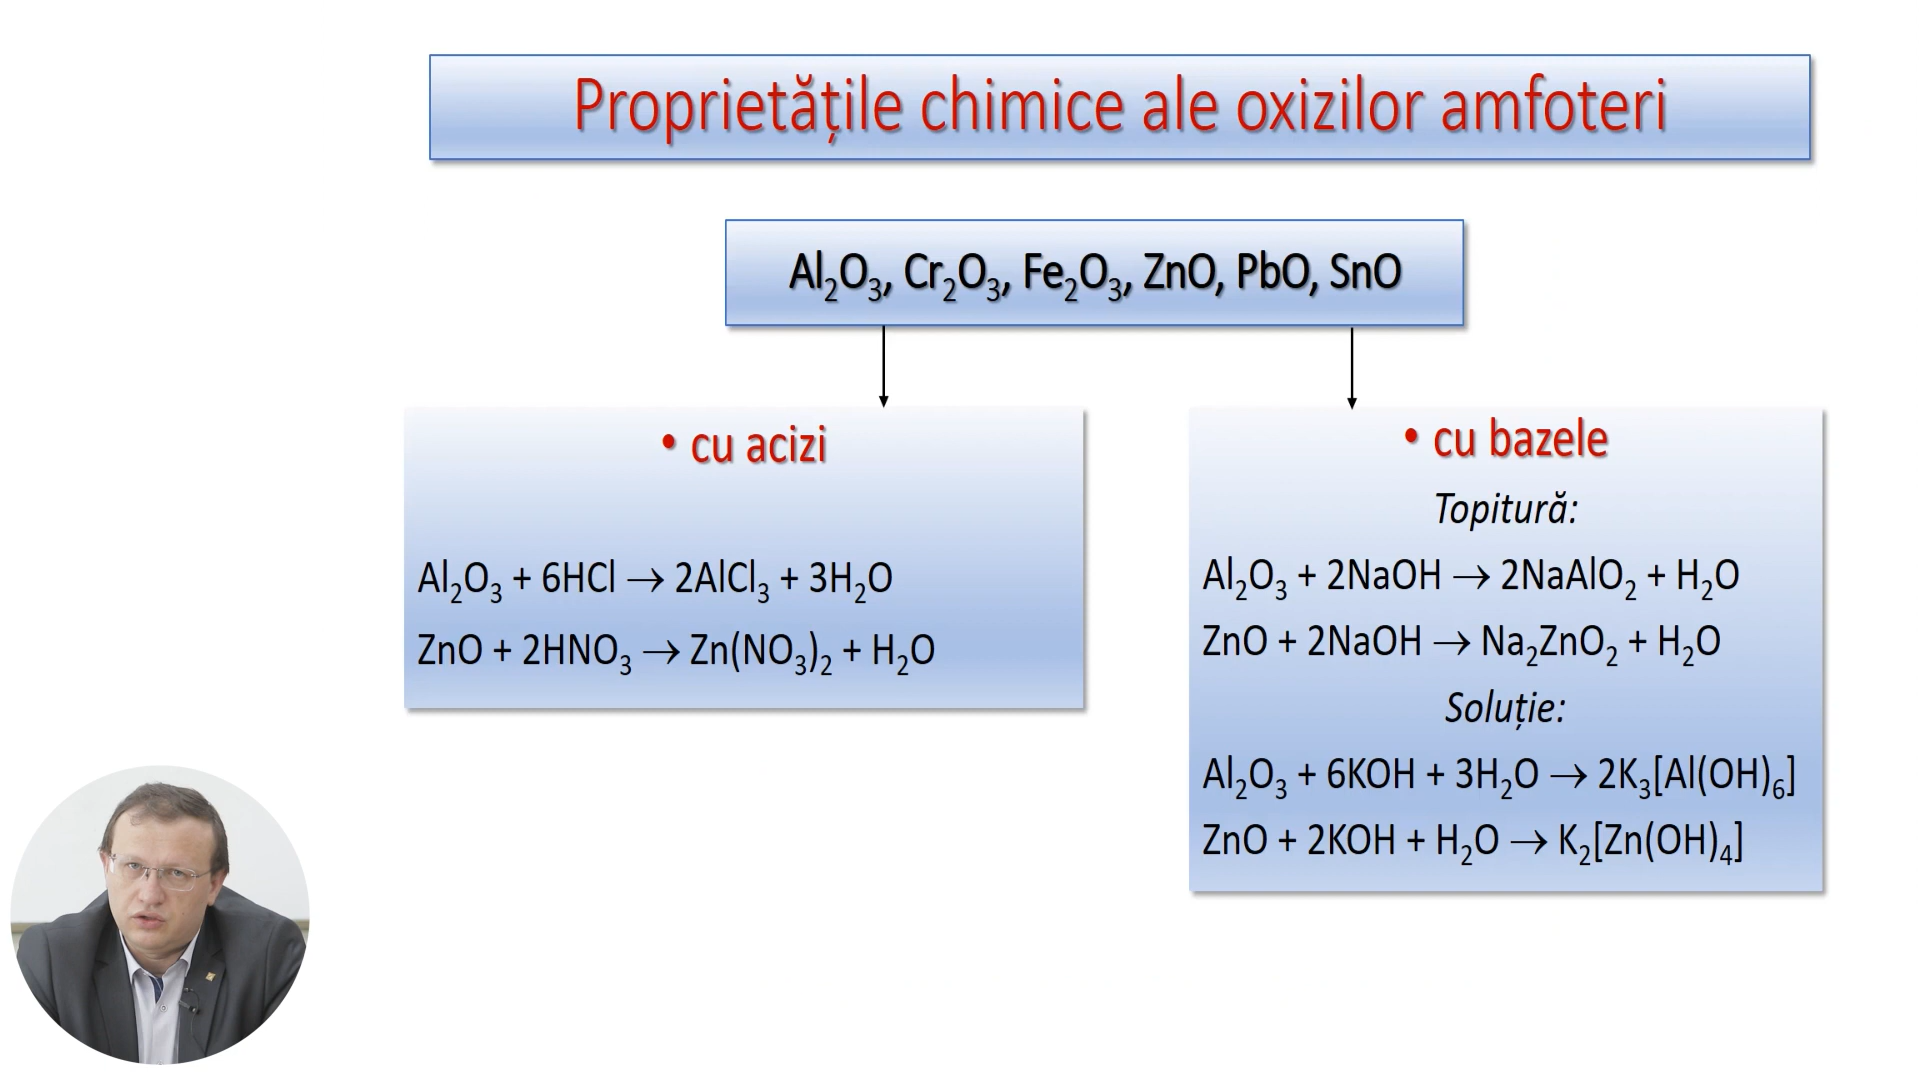 Proprietățile chimice ale oxizilor amfoteri
Al₂O₃, Cr₂O₃, Fe₂O₃, ZnO, PbO, SnO
• cu acizi
Al₂O₃ + 6HCl → 2AlCl₃ + 3H₂O
ZnO + 2HNO₃ → Zn(NO₃)₂ + H₂O
• cu bazele
Topitură:
Al₂O₃ + 2NaOH → 2NaAlO₂ + H₂O
ZnO + 2NaOH → Na₂ZnO₂ + H₂O
Soluție:
Al₂O₃ + 6KOH + 3H₂O → 2K₃[Al(OH)₆]
ZnO + 2KOH + H₂O → K₂[Zn(OH)₄]